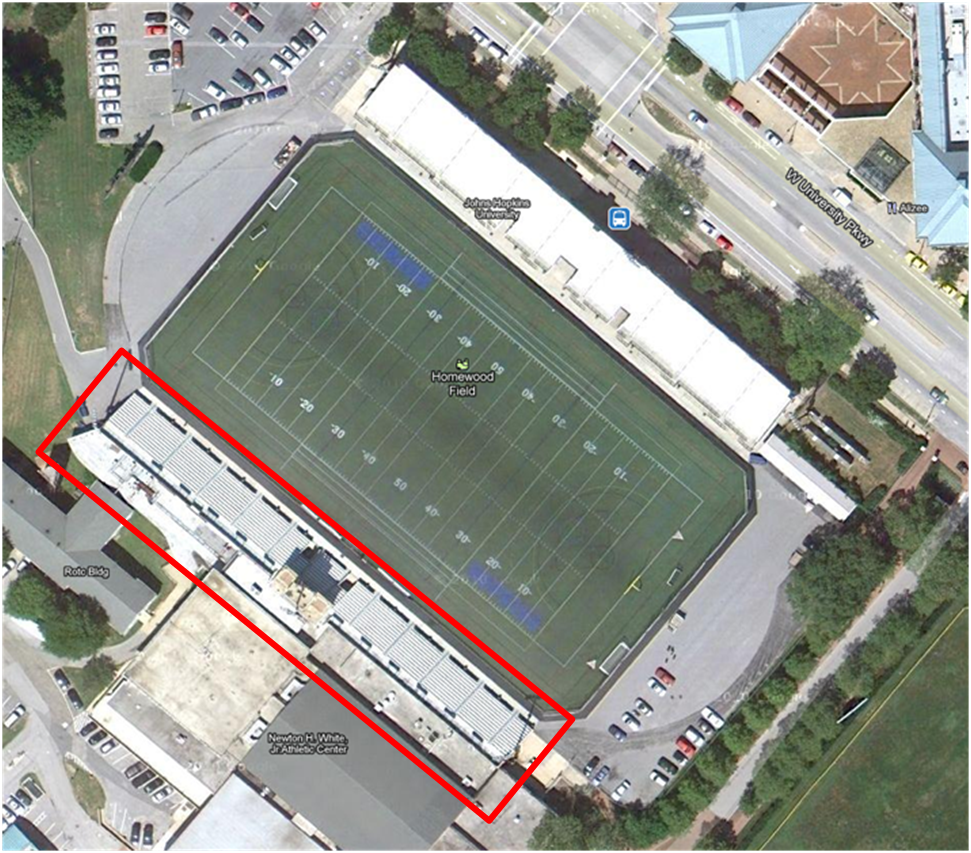 W University Pkwy
Alizee
Johns Hopkins
University
10 20 30 40 50 40 30 20 10
Homewood
Field
10 20 30 40 50 40 30 20 10
Rotc Bldg
Newton H. White,
Jr.Athletic Center